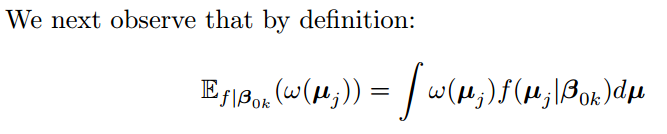 We next observe that by definition:
𝔼_{f|𝜷_{0k}}(ω(𝝁_j)) = ∫ ω(𝝁_j)f(𝝁_j|𝜷_{0k})d𝝁